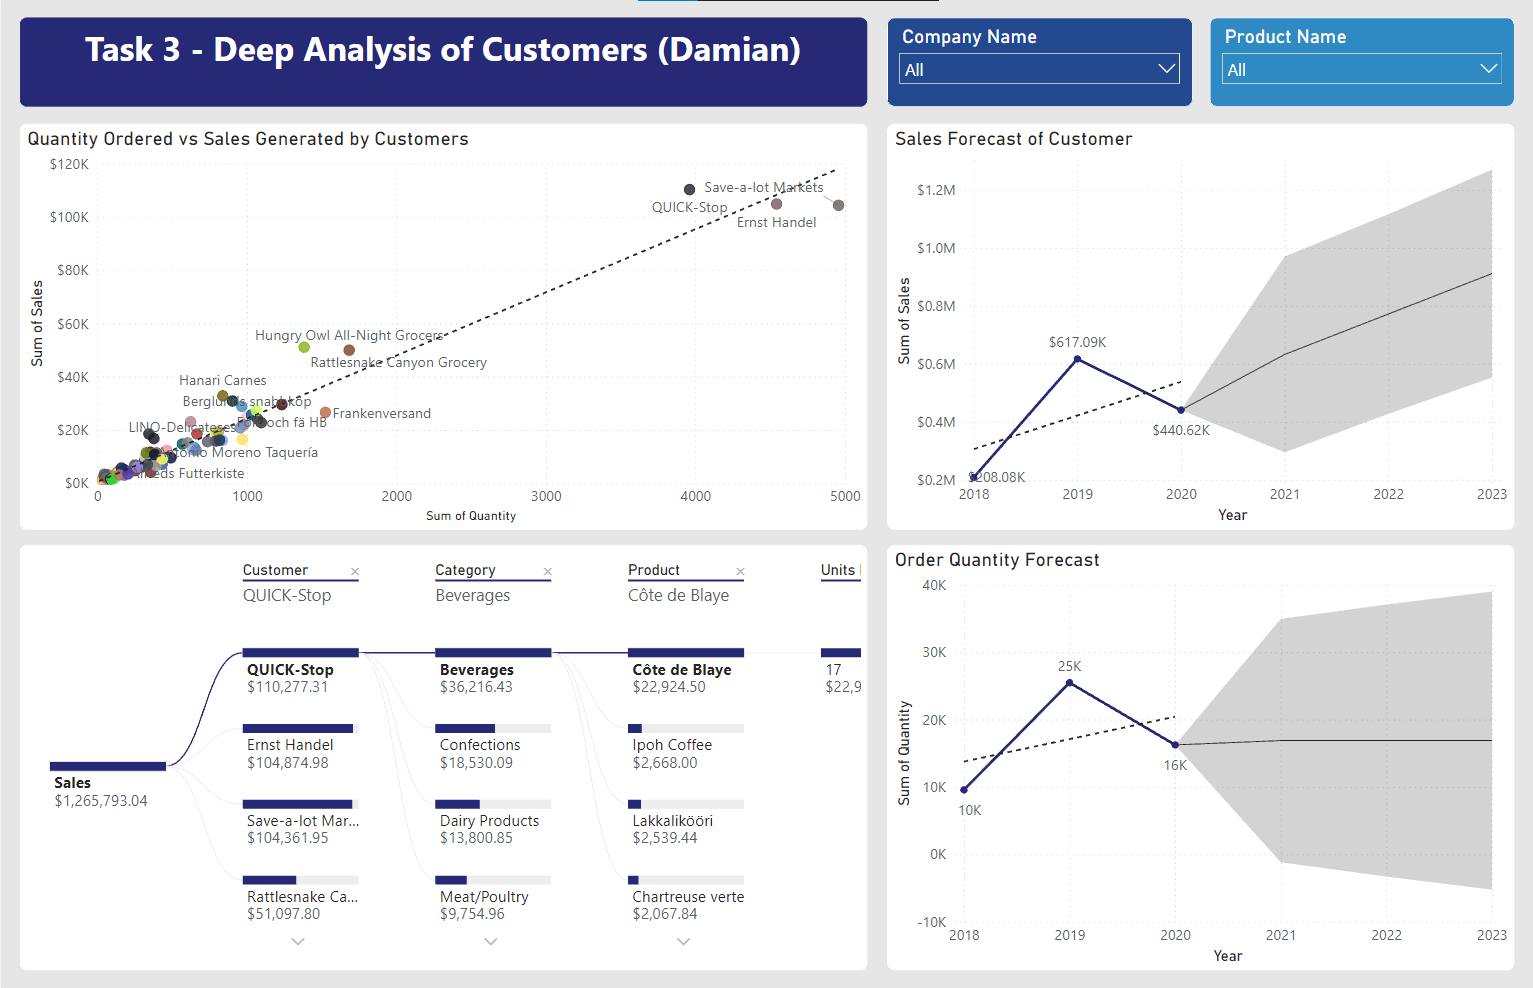 Task 3 - Deep Analysis of Customers (Damian)
Company Name
All
Product Name
All
Quantity Ordered vs Sales Generated by Customers
$120K
$100K
$80K
$60K
$40K
$20K
$0K
Sum of Sales
Save-a-lot Markets
QUICK-Stop
Ernst Handel
Hungry Owl All-Night Grocers
Rattlesnake Canyon Grocery
Hanari Carnes
Berglunds snabbköp
Frankenversand
LINO-Delicateses
och fä HB
Antonio Moreno Taquería
Futterkiste
0 1000 2000 3000 4000 5000
Sum of Quantity
Sales Forecast of Customer
$1.2M
$1.0M
$0.8M
$0.6M
$0.4M
$0.2M
Sum of Sales
$617.09K
$440.62K
$208.08K
2018 2019 2020 2021 2022 2023
Year
Customer
QUICK-Stop
Category
Beverages
Product
Côte de Blaye
Units
Sales
$1,265,793.04
QUICK-Stop
$110,277.31
Ernst Handel
$104,874.98
Save-a-lot Mar...
$104,361.95
Rattlesnake Ca...
$51,097.80
Beverages
$36,216.43
Confections
$18,530.09
Dairy Products
$13,800.85
Meat/Poultry
$9,754.96
Côte de Blaye
$22,924.50
Ipoh Coffee
$2,668.00
Lakkalikööri
$2,539.44
Chartreuse verte
$2,067.84
17
$22,9
Order Quantity Forecast
40K
30K
20K
10K
0K
-10K
Sum of Quantity
25K
16K
10K
2018 2019 2020 2021 2022 2023
Year